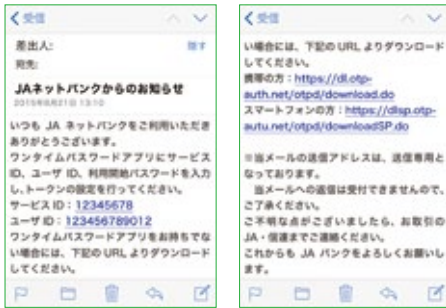 受信
差出人:
隠す
宛先:
JAネットバンクからのお知らせ
2015年8月21日 13:10
いつも JA ネットバンクをご利用いただき
ありがとうございます。
ワンタイムパスワードアプリにサービス
ID、ユーザ ID、利用開始パスワードを入力
し、トークンの設定を行ってください。
サービス ID：12345678
ユーザ ID：123456789012
ワンタイムパスワードアプリをお持ちでな
い場合には、下記の URL よりダウンロード
してください。
受信
い場合には、下記の URL よりダウンロード
してください。
携帯の方：https://dl.otp-
auth.net/otpd/download.do
スマートフォンの方：https://dlsp.otp-
autu.net/otpd/downloadSP.do
※当メールの送信アドレスは、送信専用と
なっております。
当メールへの返信は受付できませんので、
ご了承ください。
ご不明な点がございましたら、お取引の
JA・信連までご連絡ください。
これからも JA バンクをよろしくお願いし
ます。